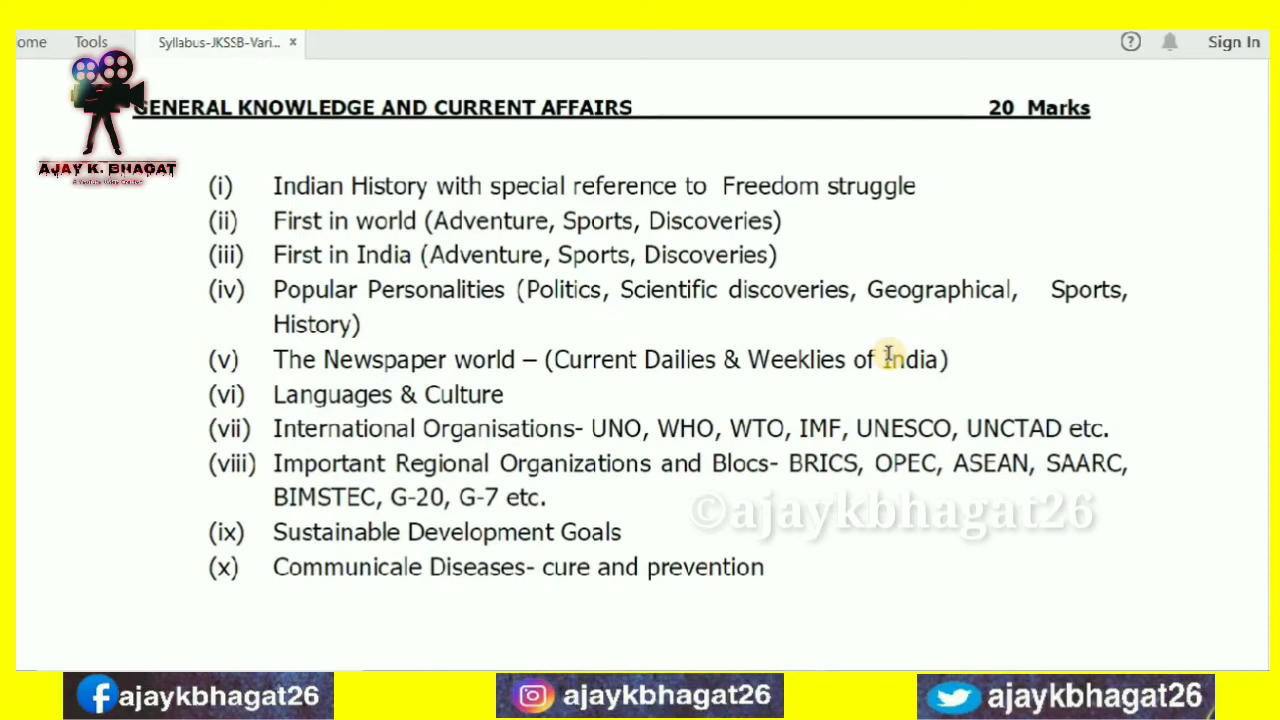 ome Tools Syllabus-JKSSB-Vari... × ? Sign In
GENERAL KNOWLEDGE AND CURRENT AFFAIRS 20 Marks
AJAY K. BHAGAT
A YouTube Video Creator
(i) Indian History with special reference to Freedom struggle
(ii) First in world (Adventure, Sports, Discoveries)
(iii) First in India (Adventure, Sports, Discoveries)
(iv) Popular Personalities (Politics, Scientific discoveries, Geographical, Sports,
History)
(v) The Newspaper world – (Current Dailies & Weeklies of India)
(vi) Languages & Culture
(vii) International Organisations- UNO, WHO, WTO, IMF, UNESCO, UNCTAD etc.
(viii) Important Regional Organizations and Blocs- BRICS, OPEC, ASEAN, SAARC,
BIMSTEC, G-20, G-7 etc.
©ajaykbhagat26
(ix) Sustainable Development Goals
(x) Communicale Diseases- cure and prevention
ajaykbhagat26 ajaykbhagat26 ajaykbhagat26